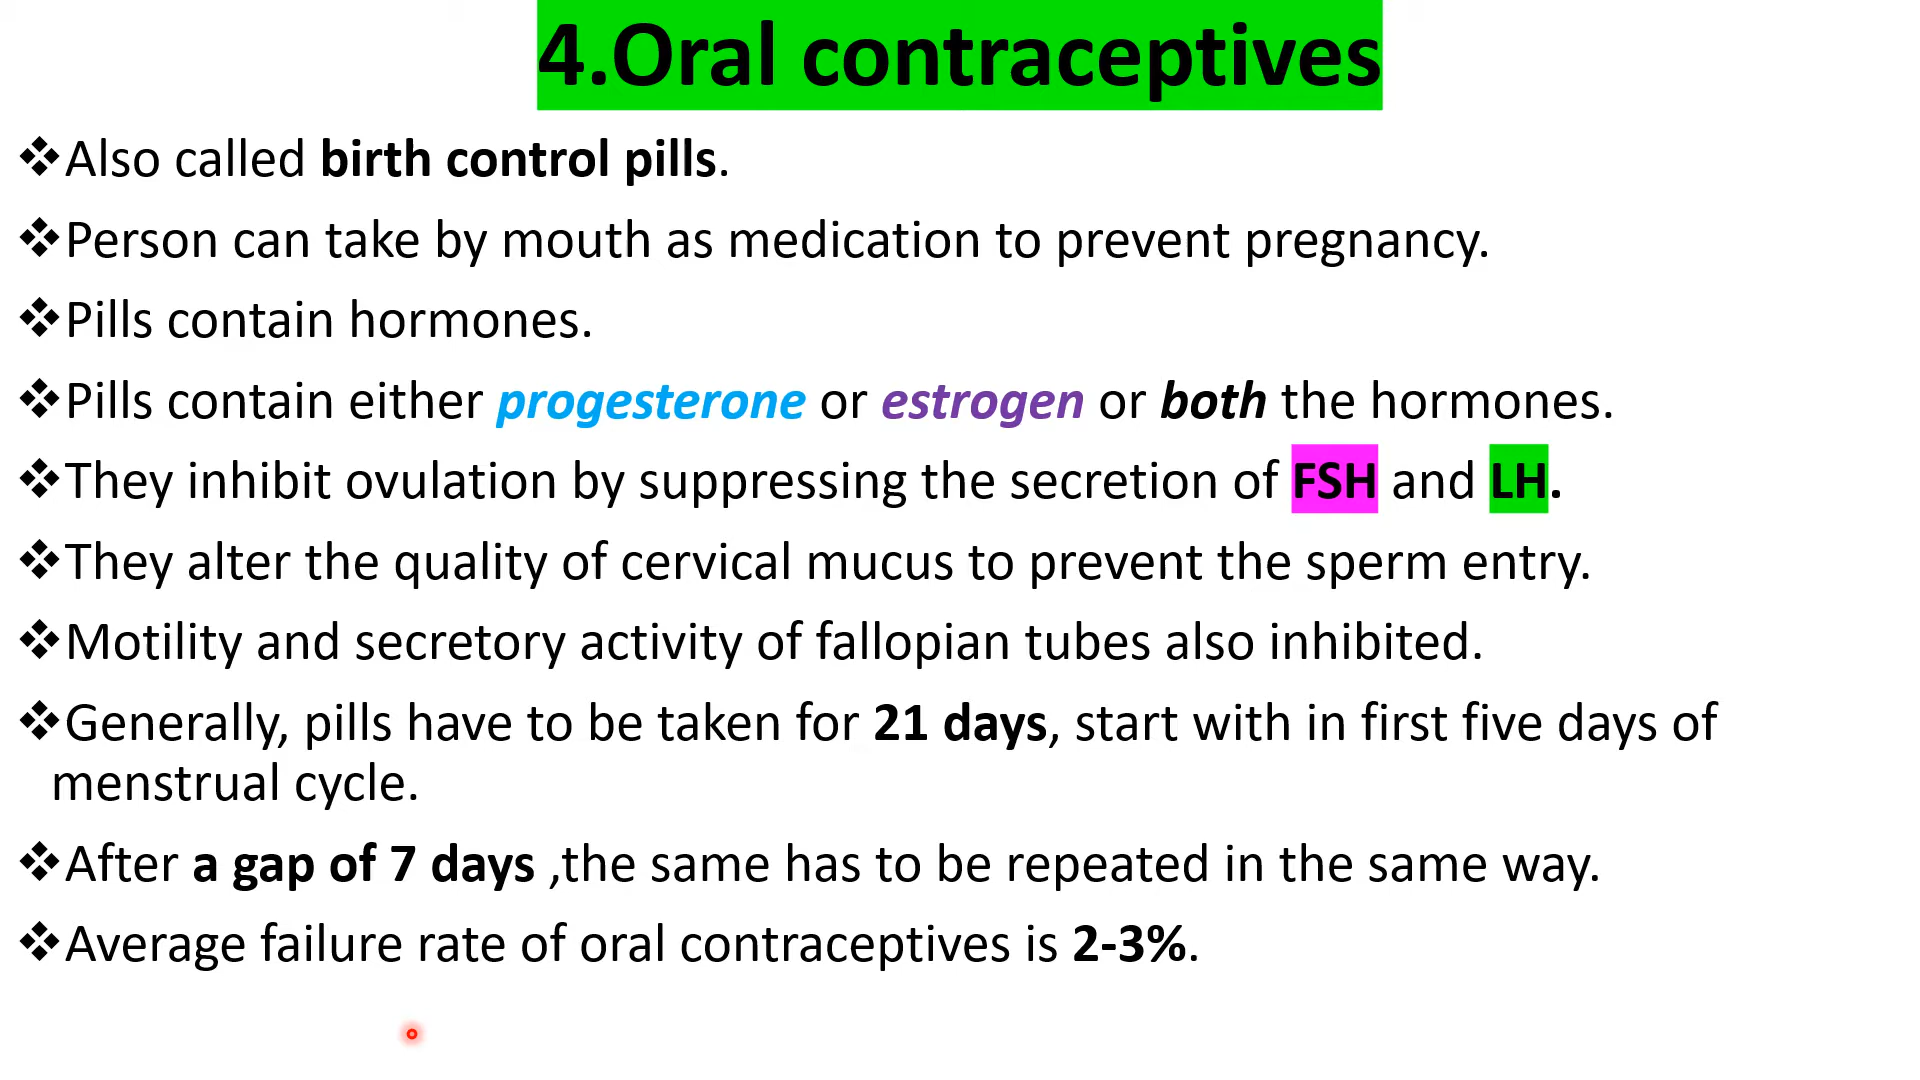 4.Oral contraceptives
❖Also called birth control pills.
❖Person can take by mouth as medication to prevent pregnancy.
❖Pills contain hormones.
❖Pills contain either progesterone or estrogen or both the hormones.
❖They inhibit ovulation by suppressing the secretion of FSH and LH.
❖They alter the quality of cervical mucus to prevent the sperm entry.
❖Motility and secretory activity of fallopian tubes also inhibited.
❖Generally, pills have to be taken for 21 days, start with in first five days of
menstrual cycle.
❖After a gap of 7 days ,the same has to be repeated in the same way.
❖Average failure rate of oral contraceptives is 2-3%.